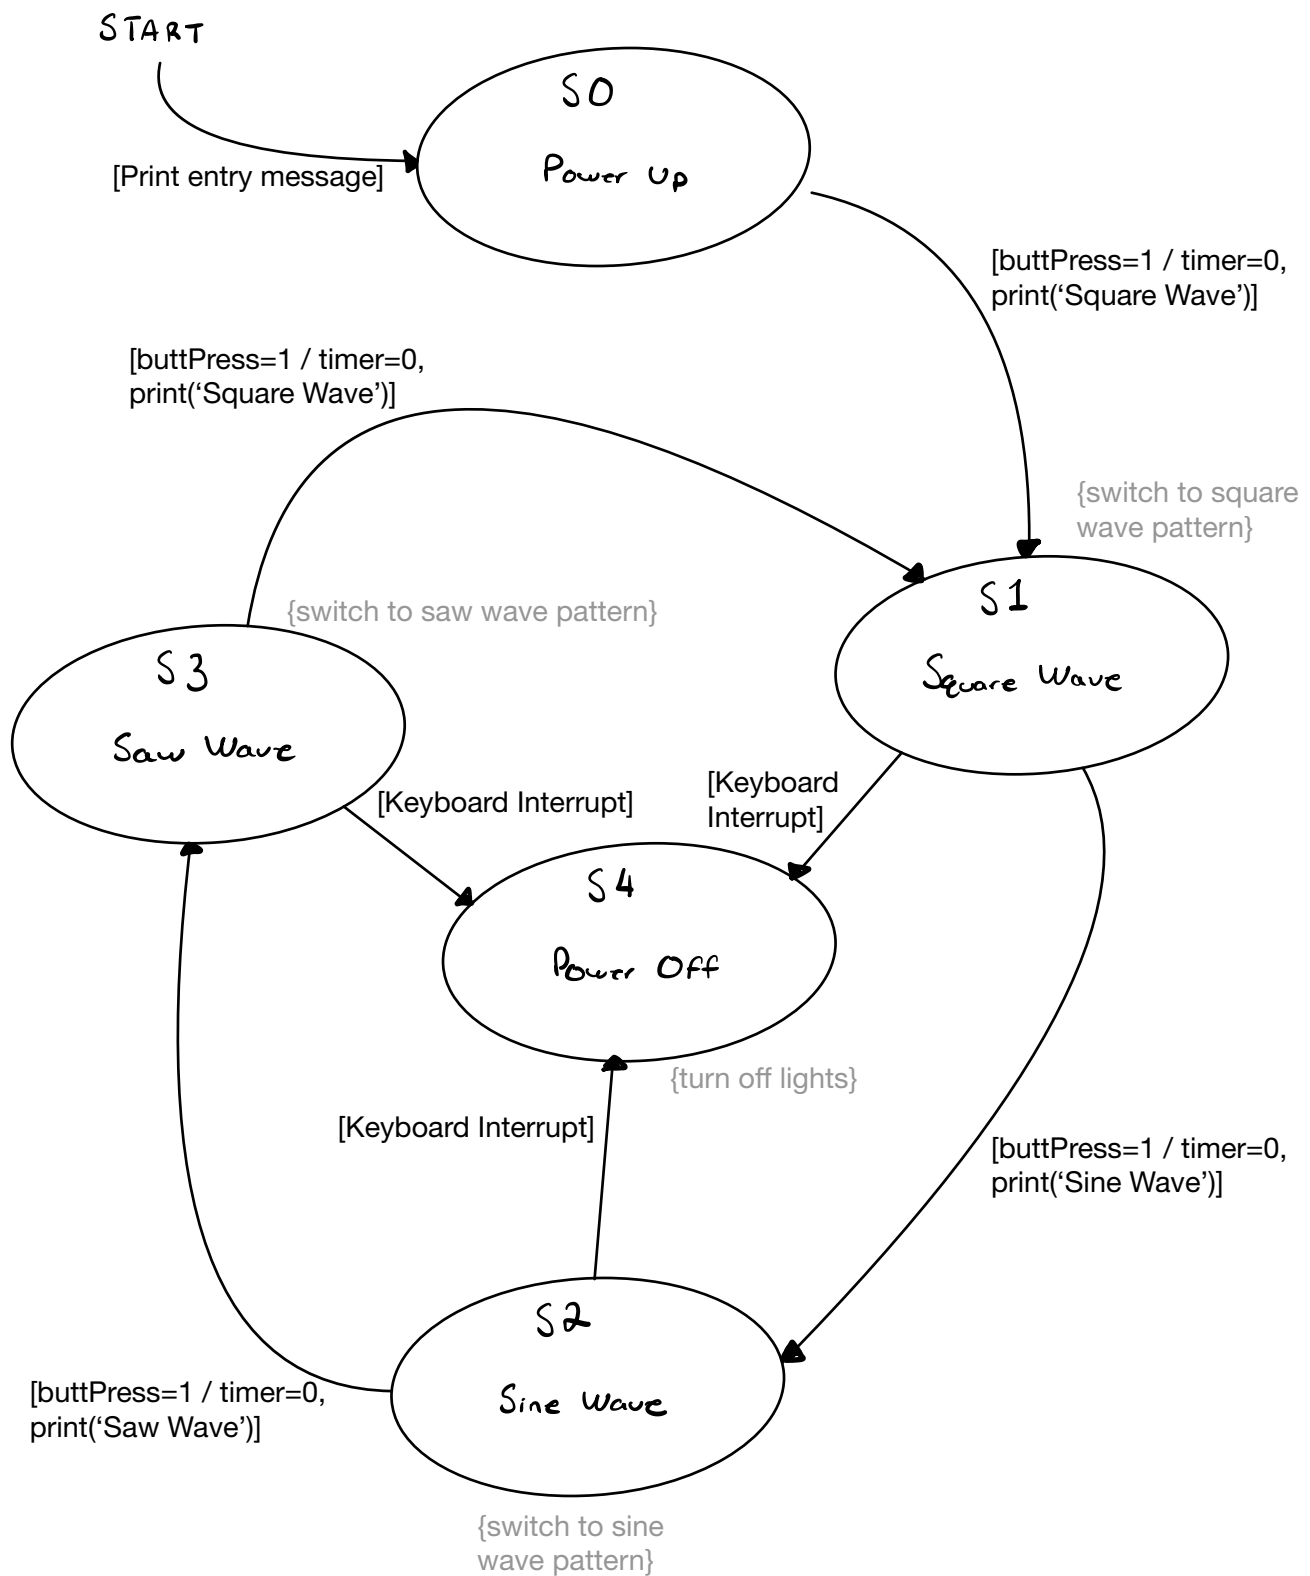 START
S0
Power Up
[Print entry message]
[buttPress=1 / timer=0,
print(‘Square Wave’)]
[buttPress=1 / timer=0,
print(‘Square Wave’)]
{switch to square
wave pattern}
S1
Square Wave
{switch to saw wave pattern}
S3
Saw Wave
[Keyboard Interrupt]
[Keyboard
Interrupt]
S4
Power Off
{turn off lights}
[Keyboard Interrupt]
[buttPress=1 / timer=0,
print(‘Sine Wave’)]
S2
Sine Wave
[buttPress=1 / timer=0,
print(‘Saw Wave’)]
{switch to sine
wave pattern}